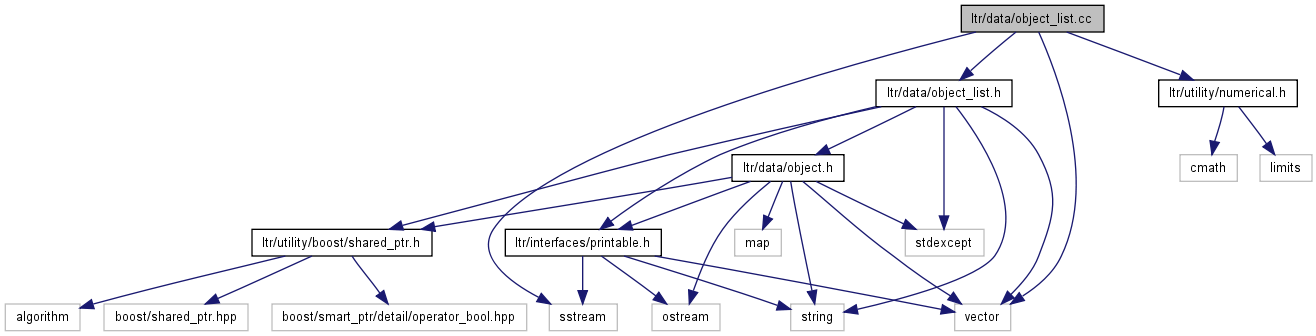 ltr/data/object_list.cc
ltr/data/object_list.h
ltr/utility/numerical.h
ltr/data/object.h
cmath
limits
ltr/utility/boost/shared_ptr.h
ltr/interfaces/printable.h
map
stdexcept
algorithm
boost/shared_ptr.hpp
boost/smart_ptr/detail/operator_bool.hpp
sstream
ostream
string
vector